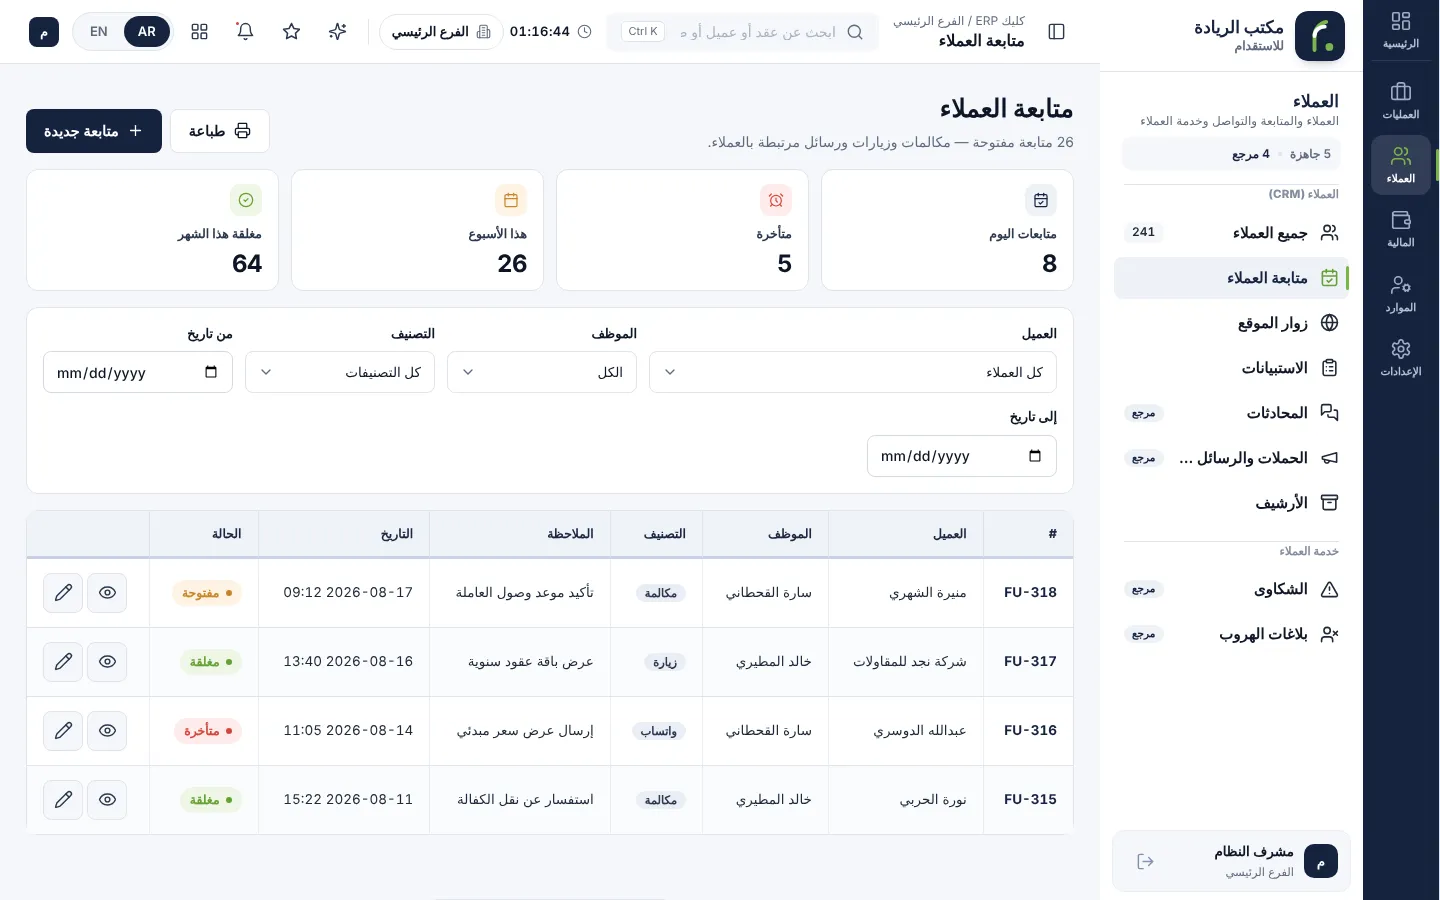 الرئيسية
العمليات
العملاء
المالية
الموارد
الإعدادات
مكتب الريادة
للاستقدام
العملاء
العملاء والمتابعة والتواصل وخدمة العملاء
5 جاهزة • 4 مرجع
العملاء (CRM)
جميع العملاء 241
متابعة العملاء
زوار الموقع
الاستبيانات
المحادثات مرجع
الحملات والرسائل ... مرجع
الأرشيف
خدمة العملاء
الشكاوى مرجع
بلاغات الهروب مرجع
م
مشرف النظام
الفرع الرئيسي
كليك ERP / الفرع الرئيسي
متابعة العملاء
ابحث عن عقد أو عميل أو م Ctrl K
01:16:44
الفرع الرئيسي
AR EN
م
متابعة العملاء
26 متابعة مفتوحة — مكالمات وزيارات ورسائل مرتبطة بالعملاء.
طباعة
متابعة جديدة
متابعات اليوم
8
متأخرة
5
هذا الأسبوع
26
مغلقة هذا الشهر
64
العميل الموظف التصنيف من تاريخ
كل العملاء الكل كل التصنيفات mm/dd/yyyy
إلى تاريخ
mm/dd/yyyy
# العميل الموظف التصنيف الملاحظة التاريخ الحالة
FU-318 منيرة الشهري سارة القحطاني مكالمة تأكيد موعد وصول العاملة 2026-08-17 09:12 مفتوحة
FU-317 شركة نجد للمقاولات خالد المطيري زيارة عرض باقة عقود سنوية 2026-08-16 13:40 مغلقة
FU-316 عبدالله الدوسري سارة القحطاني واتساب إرسال عرض سعر مبدئي 2026-08-14 11:05 متأخرة
FU-315 نورة الحربي خالد المطيري مكالمة استفسار عن نقل الكفالة 2026-08-11 15:22 مغلقة